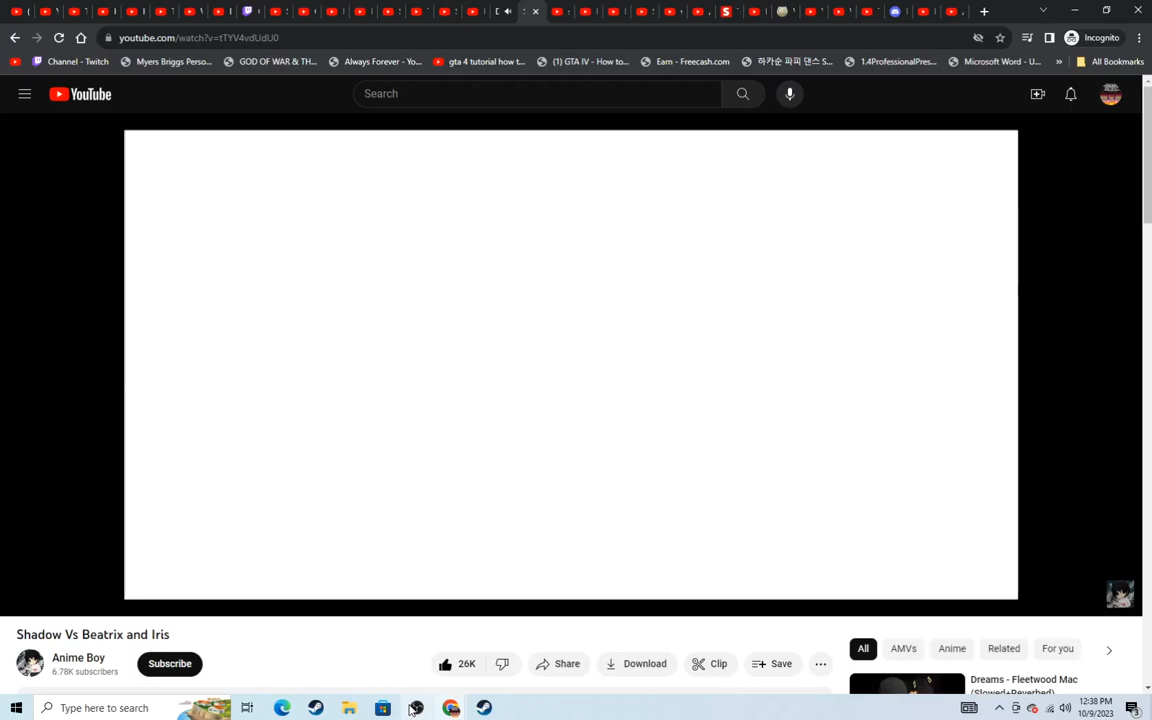 youtube.com/watch?v=tTYV4vdUdU0
Incognito
Channel - Twitch
Myers Briggs Perso...
GOD OF WAR & TH...
Always Forever - Yo...
gta 4 tutorial how t...
(1) GTA IV - How to...
Earn - Freecash.com
하카순 파피 댄스 S...
1.4ProfessionalPres...
Microsoft Word - U...
»
All Bookmarks
YouTube
Search
Shadow Vs Beatrix and Iris
Anime Boy
6.78K subscribers
Subscribe
26K
Share
Download
Clip
Save
All
AMVs
Anime
Related
For you
Dreams - Fleetwood Mac
(Slowed+Reverbed)
Type here to search
12:38 PM
10/9/2023
3